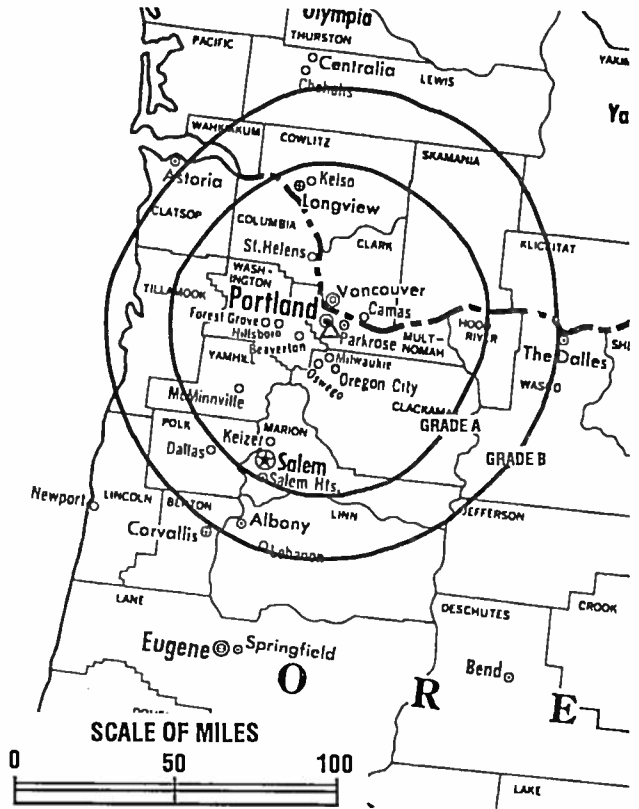 Olympia
THURSTON
PACIFIC
Centralia
LEWIS
YAKIM
Chehalis
Ya
WAHKIAKUM
COWLITZ
SKAMANIA
Astoria
Kelso
Longview
CLATSOP
COLUMBIA
CLARK
KLICKITAT
St.Helens
WASH-
INGTON
TILLAMOOK
Vancouver
Portland
Camas
Forest Grove
Hillsboro
Parkrose
MULT-
NOMAH
HOOD
RIVER
SHE
Beaverton
Milwaukie
The Dalles
YAMHILL
Oswego
Oregon City
WASCO
McMinnville
CLACKAMAS
GRADE A
POLK
MARION
Keizer
Dallas
Salem
GRADE B
Salem Hts.
Newport
LINCOLN
BENTON
LINN
JEFFERSON
Albany
Corvallis
Lebanon
LANE
DESCHUTES
CROOK
Eugene
Springfield
Bend
O R E
SCALE OF MILES
0 50 100
LAKE